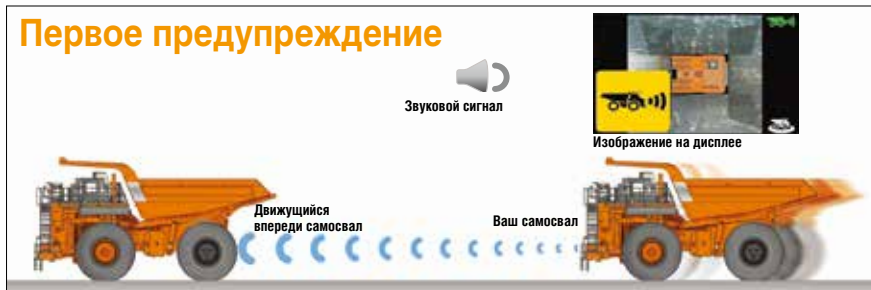 Первое предупреждение
Звуковой сигнал
Изображение на дисплее
Движущийся
впереди самосвал
Ваш самосвал